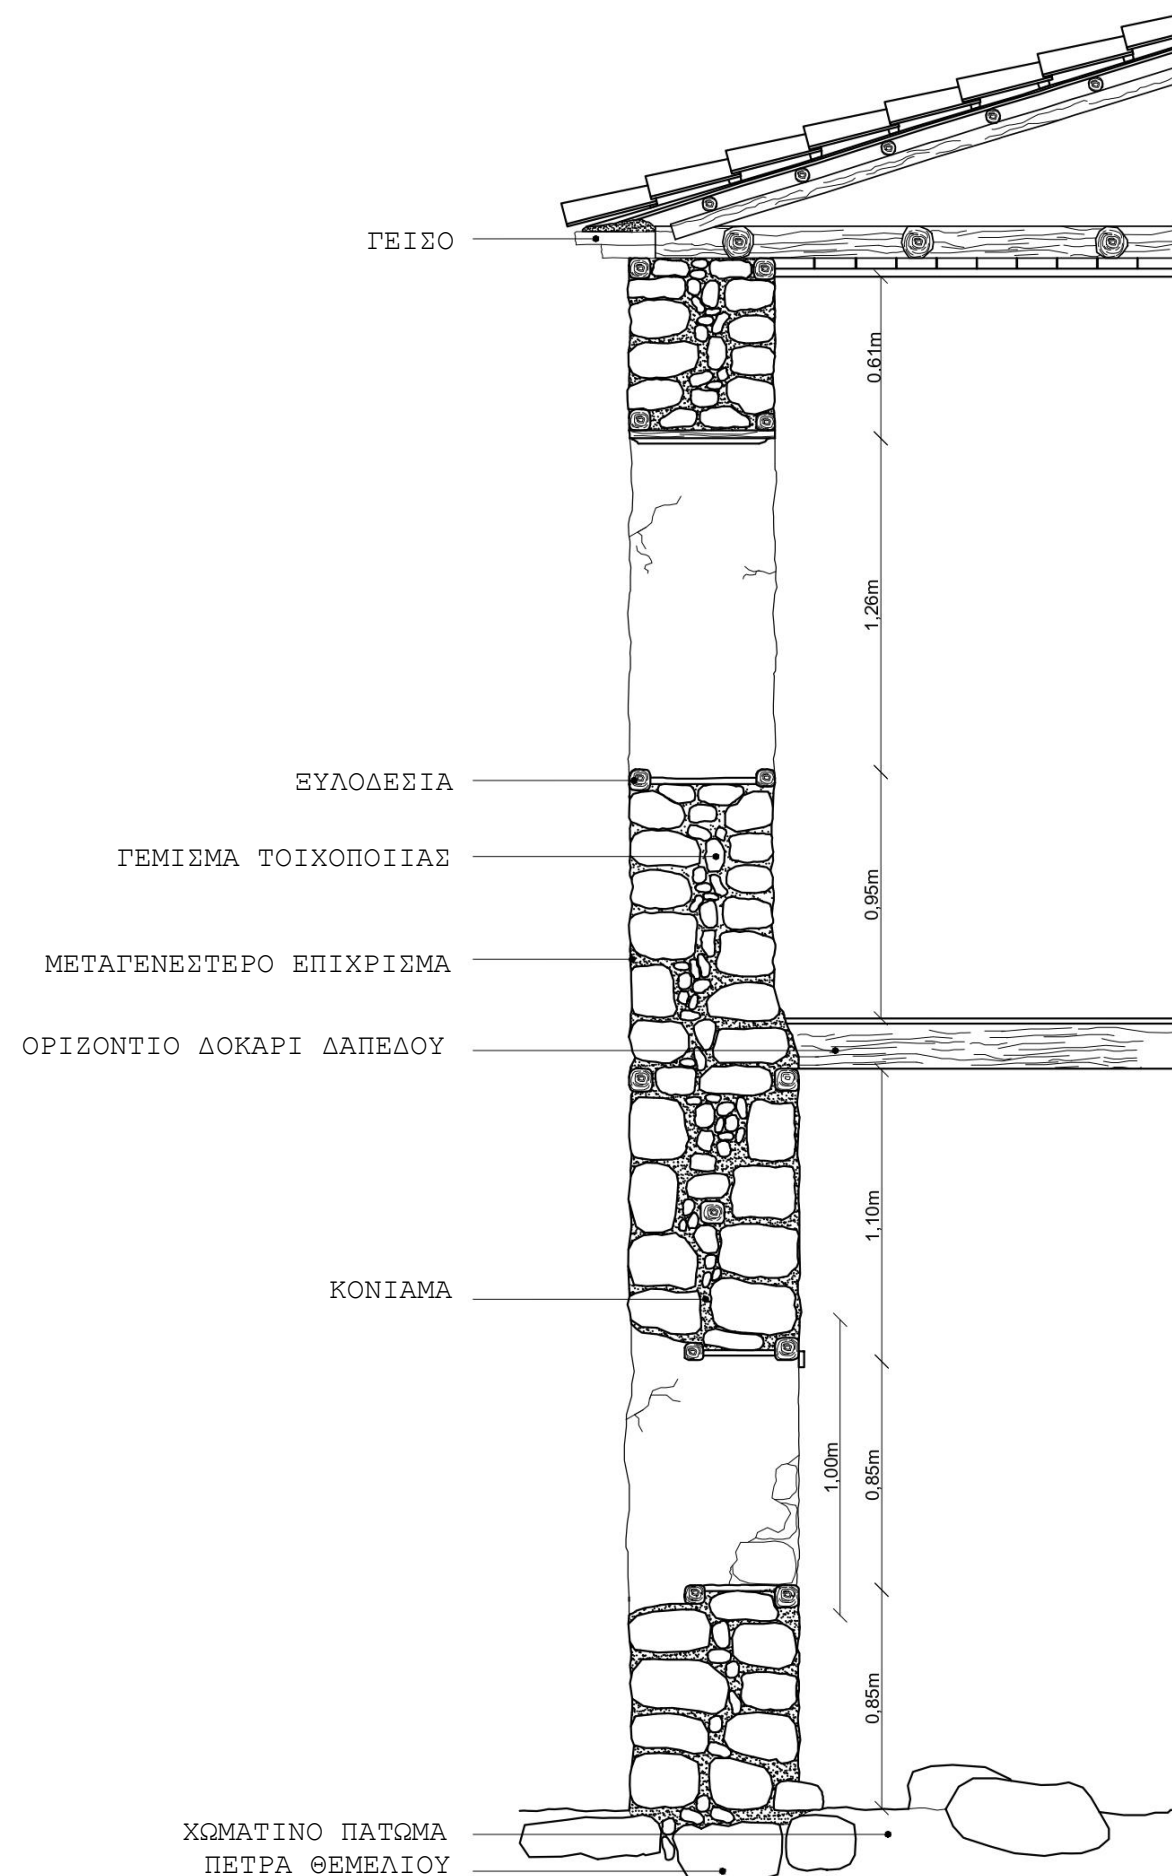 ΓΕΙΣΟ
0.61m
1,26m
ΞΥΛΟΔΕΣΙΑ
ΓΕΜΙΣΜΑ ΤΟΙΧΟΠΟΙΙΑΣ
0,95m
ΜΕΤΑΓΕΝΕΣΤΕΡΟ ΕΠΙΧΡΙΣΜΑ
ΟΡΙΖΟΝΤΙΟ ΔΟΚΑΡΙ ΔΑΠΕΔΟΥ
1,10m
ΚΟΝΙΑΜΑ
1,00m
0,85m
0,85m
ΧΩΜΑΤΙΝΟ ΠΑΤΩΜΑ
ΠΕΤΡΑ ΘΕΜΕΛΙΟΥ